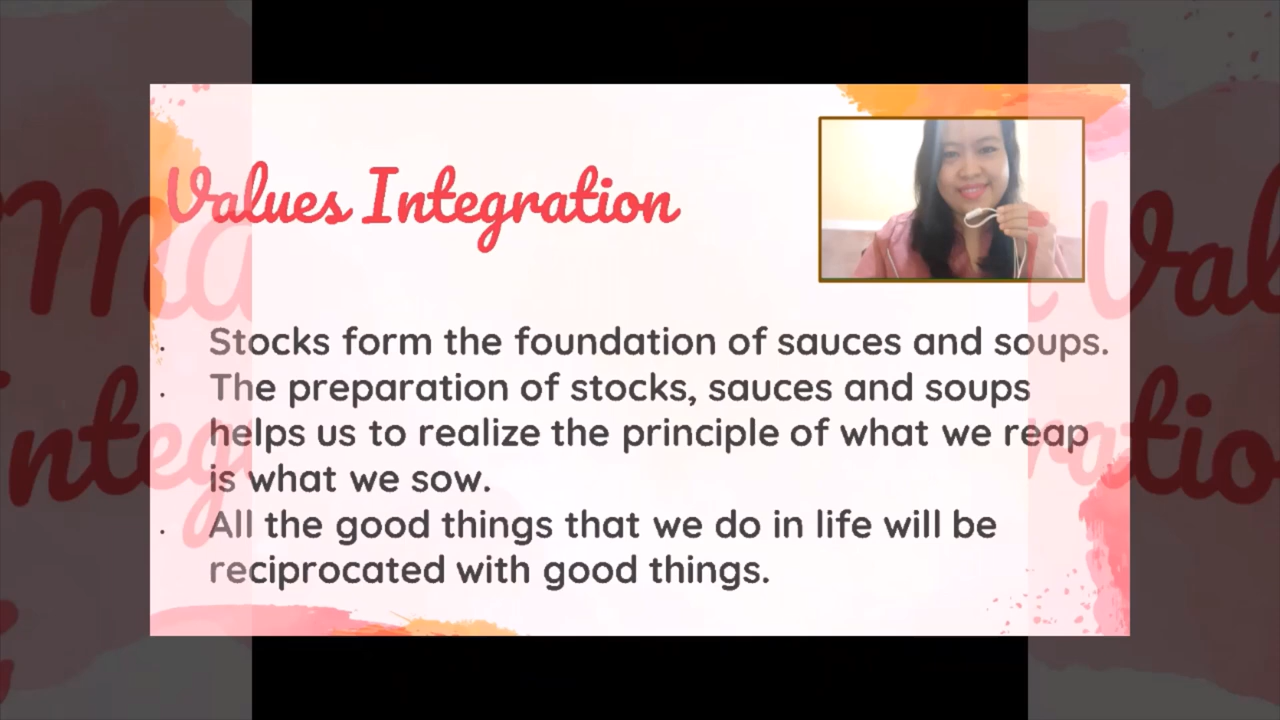 Values Integration
· Stocks form the foundation of sauces and soups.
· The preparation of stocks, sauces and soups
helps us to realize the principle of what we reap
is what we sow.
· All the good things that we do in life will be
reciprocated with good things.